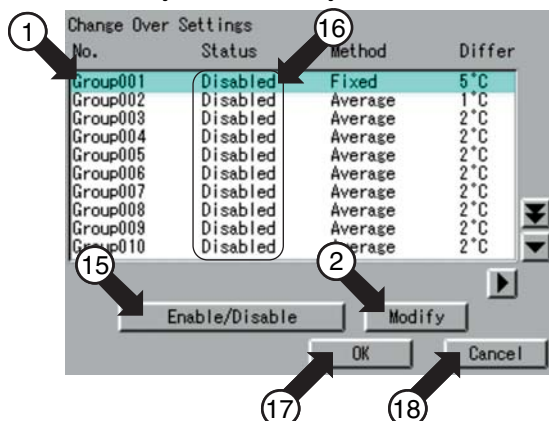 Change Over Settings
1 16
No. Status Method Differ
Group001 Disabled Fixed 5°C
Group002 Disabled Average 1°C
Group003 Disabled Average 2°C
Group004 Disabled Average 2°C
Group005 Disabled Average 2°C
Group006 Disabled Average 2°C
Group007 Disabled Average 2°C
Group008 Disabled Average 2°C
Group009 Disabled Average 2°C
Group010 Disabled Average 2°C
15 2
Enable/Disable Modify
OK Cancel
17 18